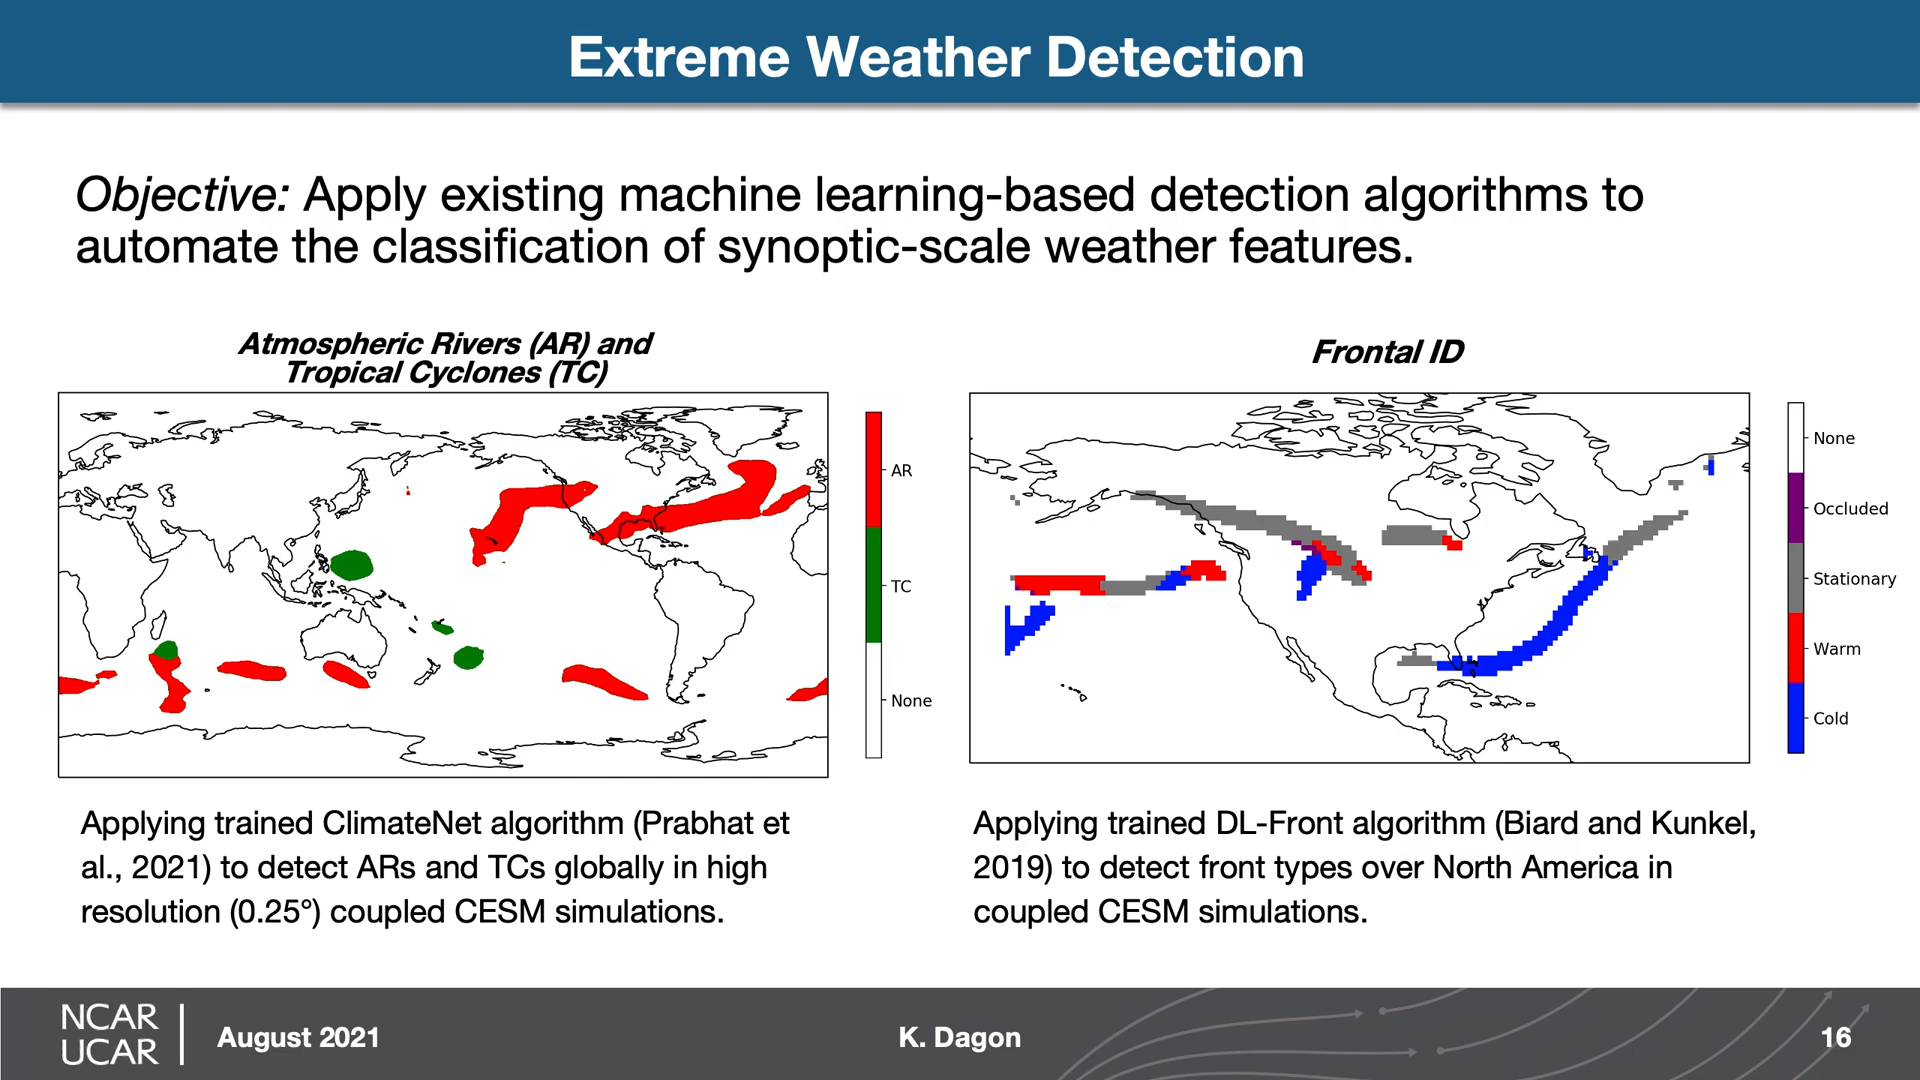 Extreme Weather Detection
Objective: Apply existing machine learning-based detection algorithms to
automate the classification of synoptic-scale weather features.
Atmospheric Rivers (AR) and
Tropical Cyclones (TC)
AR
TC
None
Applying trained ClimateNet algorithm (Prabhat et
al., 2021) to detect ARs and TCs globally in high
resolution (0.25°) coupled CESM simulations.
Frontal ID
None
Occluded
Stationary
Warm
Cold
Applying trained DL-Front algorithm (Biard and Kunkel,
2019) to detect front types over North America in
coupled CESM simulations.
NCAR
UCAR
August 2021
K. Dagon
16